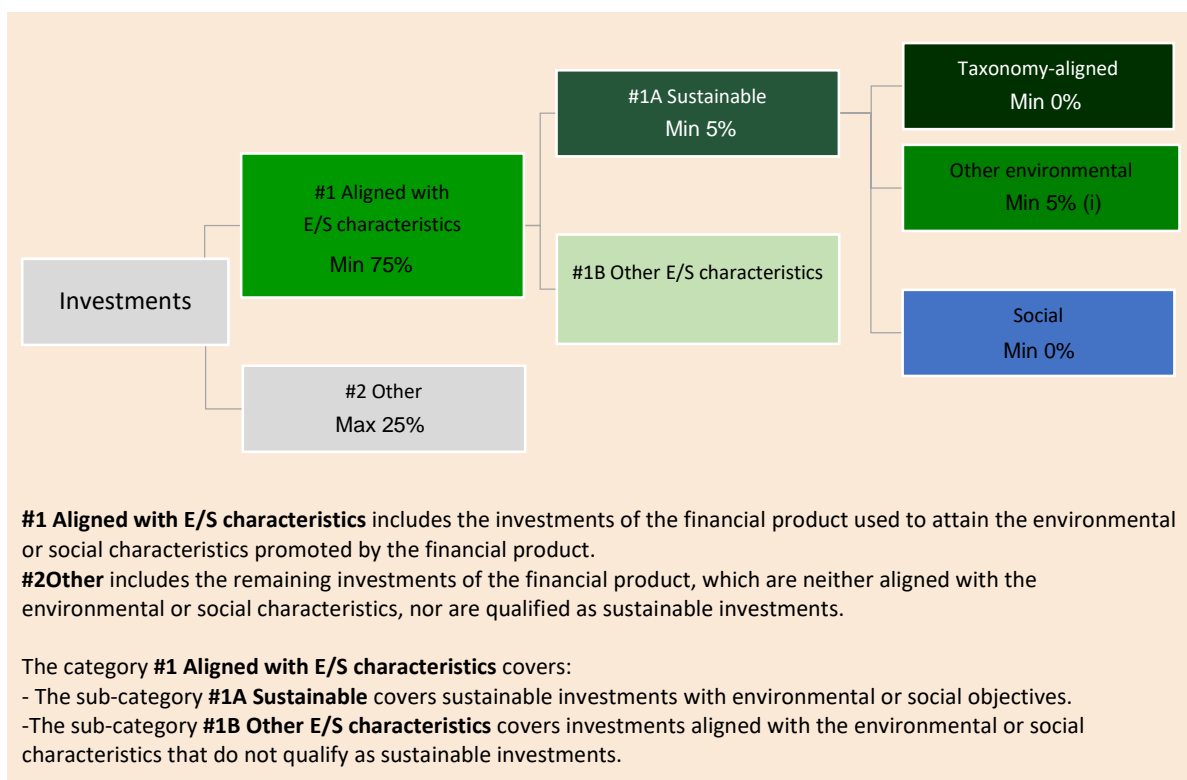 Taxonomy-aligned
Min 0%
#1A Sustainable
Min 5%
Other environmental
Min 5% (i)
#1 Aligned with
E/S characteristics
Min 75%
#1B Other E/S characteristics
Investments
Social
Min 0%
#2 Other
Max 25%
#1 Aligned with E/S characteristics includes the investments of the financial product used to attain the environmental
or social characteristics promoted by the financial product.
#2Other includes the remaining investments of the financial product, which are neither aligned with the
environmental or social characteristics, nor are qualified as sustainable investments.
The category #1 Aligned with E/S characteristics covers:
- The sub-category #1A Sustainable covers sustainable investments with environmental or social objectives.
-The sub-category #1B Other E/S characteristics covers investments aligned with the environmental or social
characteristics that do not qualify as sustainable investments.